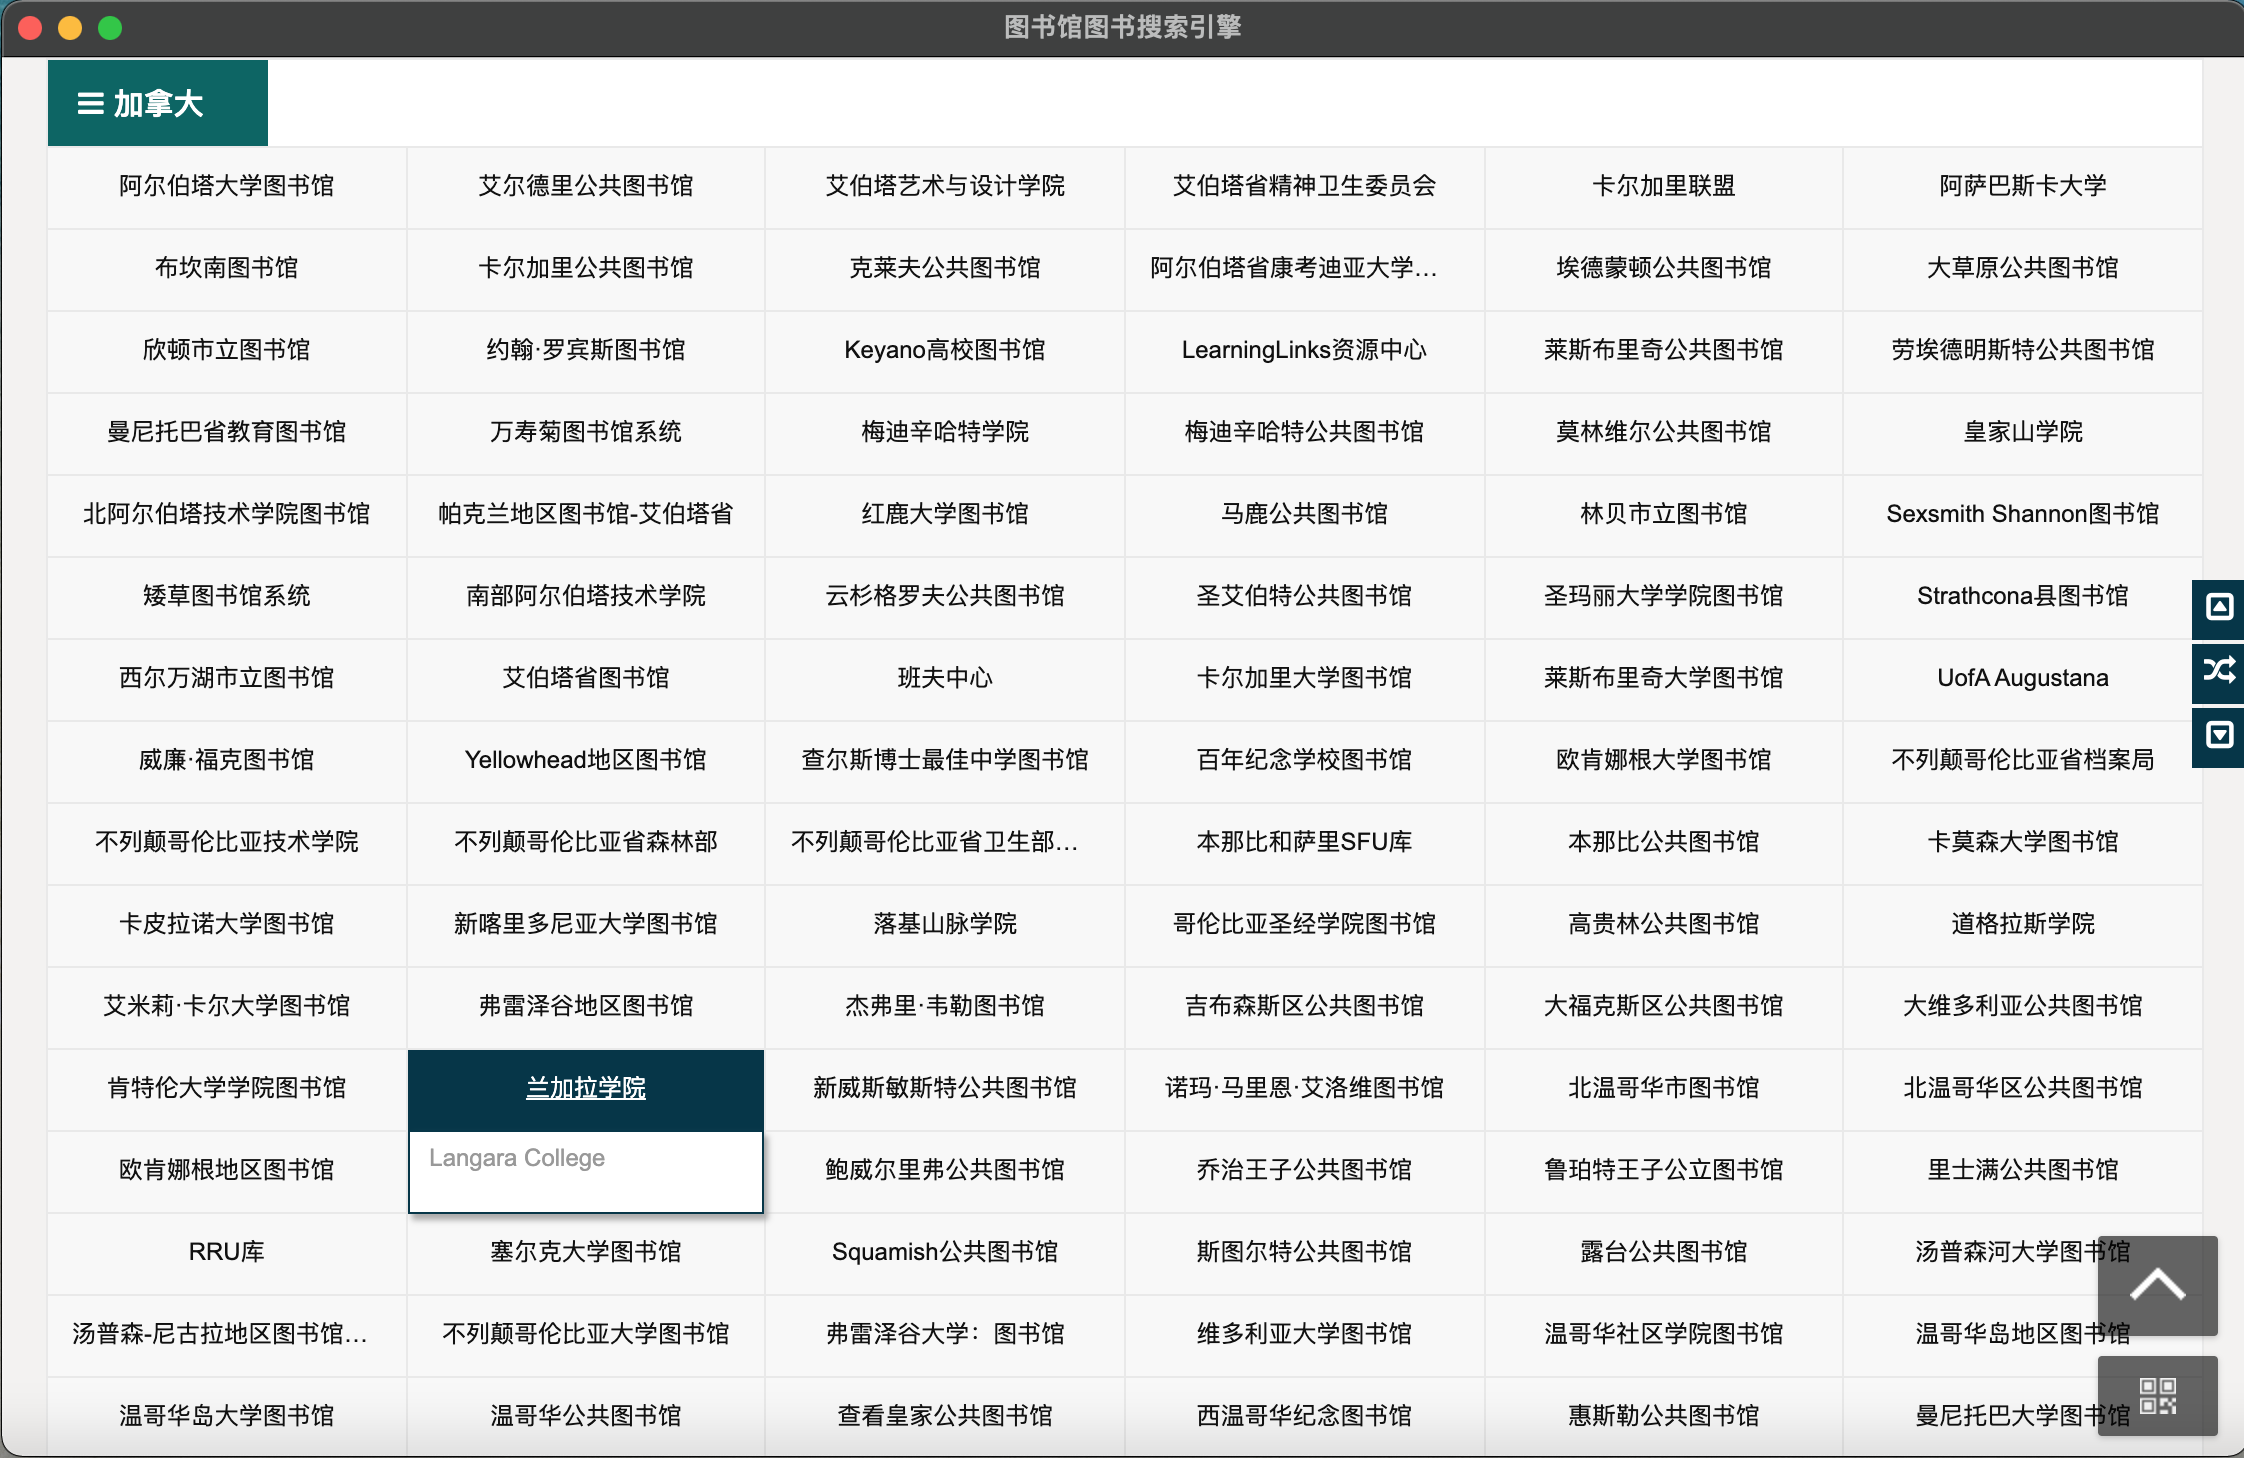 图书馆图书搜索引擎
加拿大
阿尔伯塔大学图书馆 艾尔德里公共图书馆 艾伯塔艺术与设计学院 艾伯塔省精神卫生委员会 卡尔加里联盟 阿萨巴斯卡大学
布坎南图书馆 卡尔加里公共图书馆 克莱夫公共图书馆 阿尔伯塔省康考迪亚大学... 埃德蒙顿公共图书馆 大草原公共图书馆
欣顿市立图书馆 约翰·罗宾斯图书馆 Keyano高校图书馆 LearningLinks资源中心 莱斯布里奇公共图书馆 劳埃德明斯特公共图书馆
曼尼托巴省教育图书馆 万寿菊图书馆系统 梅迪辛哈特学院 梅迪辛哈特公共图书馆 莫林维尔公共图书馆 皇家山学院
北阿尔伯塔技术学院图书馆 帕克兰地区图书馆-艾伯塔省 红鹿大学图书馆 马鹿公共图书馆 林贝市立图书馆 Sexsmith Shannon图书馆
矮草图书馆系统 南部阿尔伯塔技术学院 云杉格罗夫公共图书馆 圣艾伯特公共图书馆 圣玛丽大学学院图书馆 Strathcona县图书馆
西尔万湖市立图书馆 艾伯塔省图书馆 班夫中心 卡尔加里大学图书馆 莱斯布里奇大学图书馆 UofA Augustana
威廉·福克图书馆 Yellowhead地区图书馆 查尔斯博士最佳中学图书馆 百年纪念学校图书馆 欧肯娜根大学图书馆 不列颠哥伦比亚省档案局
不列颠哥伦比亚技术学院 不列颠哥伦比亚省森林部 不列颠哥伦比亚省卫生部... 本那比和萨里SFU库 本那比公共图书馆 卡莫森大学图书馆
卡皮拉诺大学图书馆 新喀里多尼亚大学图书馆 落基山脉学院 哥伦比亚圣经学院图书馆 高贵林公共图书馆 道格拉斯学院
艾米莉·卡尔大学图书馆 弗雷泽谷地区图书馆 杰弗里·韦勒图书馆 吉布森斯区公共图书馆 大福克斯区公共图书馆 大维多利亚公共图书馆
肯特伦大学学院图书馆 兰加拉学院 新威斯敏斯特公共图书馆 诺玛·马里恩·艾洛维图书馆 北温哥华市图书馆 北温哥华区公共图书馆
欧肯娜根地区图书馆 Langara College 鲍威尔里弗公共图书馆 乔治王子公共图书馆 鲁珀特王子公立图书馆 里士满公共图书馆
RRU库 塞尔克大学图书馆 Squamish公共图书馆 斯图尔特公共图书馆 露台公共图书馆 汤普森河大学图书馆
汤普森-尼古拉地区图书馆... 不列颠哥伦比亚大学图书馆 弗雷泽谷大学：图书馆 维多利亚大学图书馆 温哥华社区学院图书馆 温哥华岛地区图书馆
温哥华岛大学图书馆 温哥华公共图书馆 查看皇家公共图书馆 西温哥华纪念图书馆 惠斯勒公共图书馆 曼尼托巴大学图书馆